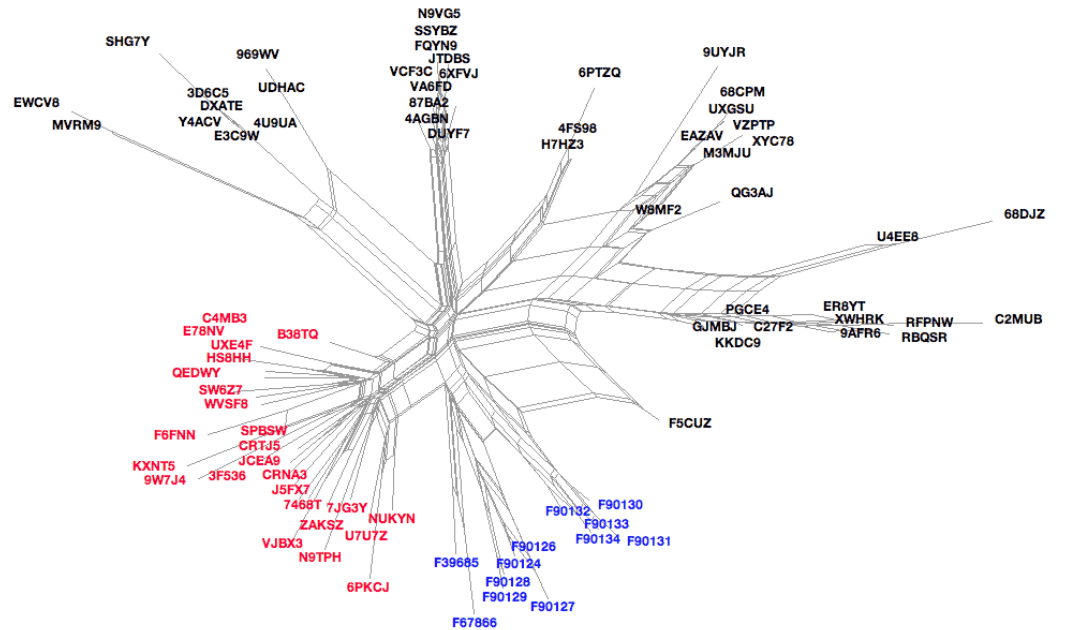 N9VG5
SSYBZ
SHG7Y
FQYN9
969WV
9UYJR
JTDBS
VCF3C
6XFVJ
6PTZQ
UDHAC
VA6FD
3D6C5
68CPM
EWCV8
DXATE
87BA2
UXGSU
MVRM9
Y4ACV
4U9UA
4AGBN
VZPTP
E3C9W
DUYF7
4FS98
EAZAV
XYC78
H7HZ3
M3MJU
QG3AJ
W8MF2
68DJZ
U4EE8
ER8YT
PGCE4
C4MB3
XWHRK
RFPNW
C2MUB
E78NV
B38TQ
GJMBJ
C27F2
9AFR6
RBQSR
UXE4F
KKDC9
HS8HH
QEDWY
SW6Z7
WVSF8
F5CUZ
F6FNN
SPBSW
CRTJ5
KXNT5
JCEA9
9W7J4
3F536
CRNA3
J5FX7
7468T
7JG3Y
F90132
F90130
ZAKSZ
NUKYN
F90133
VJBX3
U7U7Z
F90134
F90131
N9TPH
F90126
F39685
F90124
6PKCJ
F90128
F90129
F90127
F67866